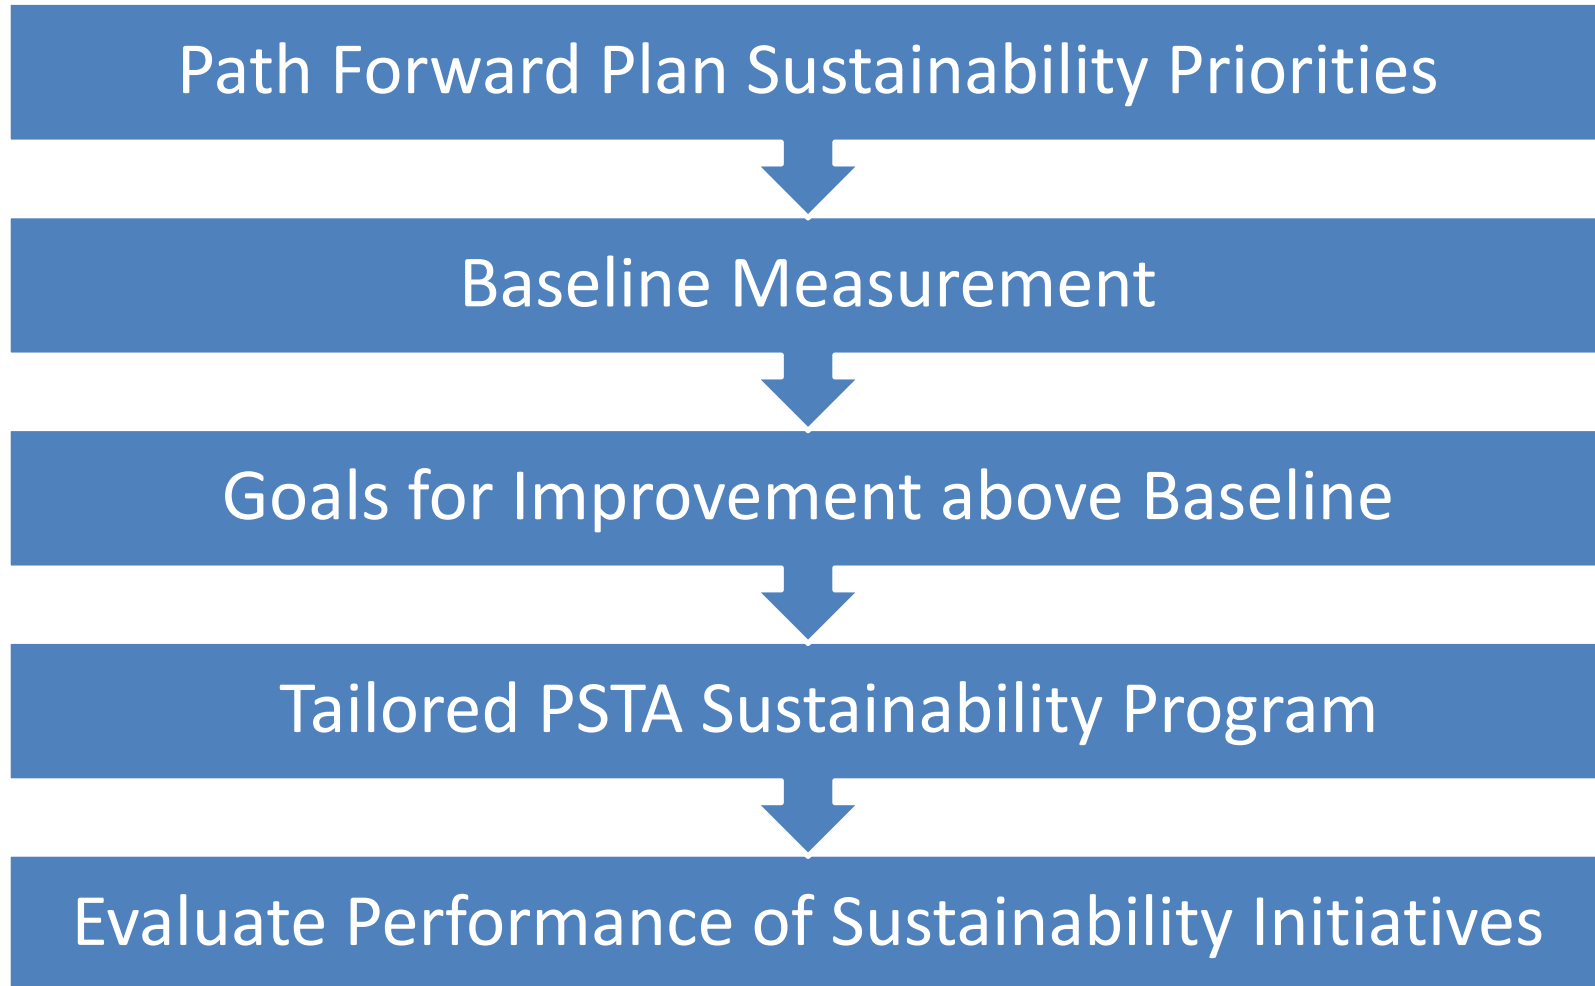 Path Forward Plan Sustainability Priorities
Baseline Measurement
Goals for Improvement above Baseline
Tailored PSTA Sustainability Program
Evaluate Performance of Sustainability Initiatives